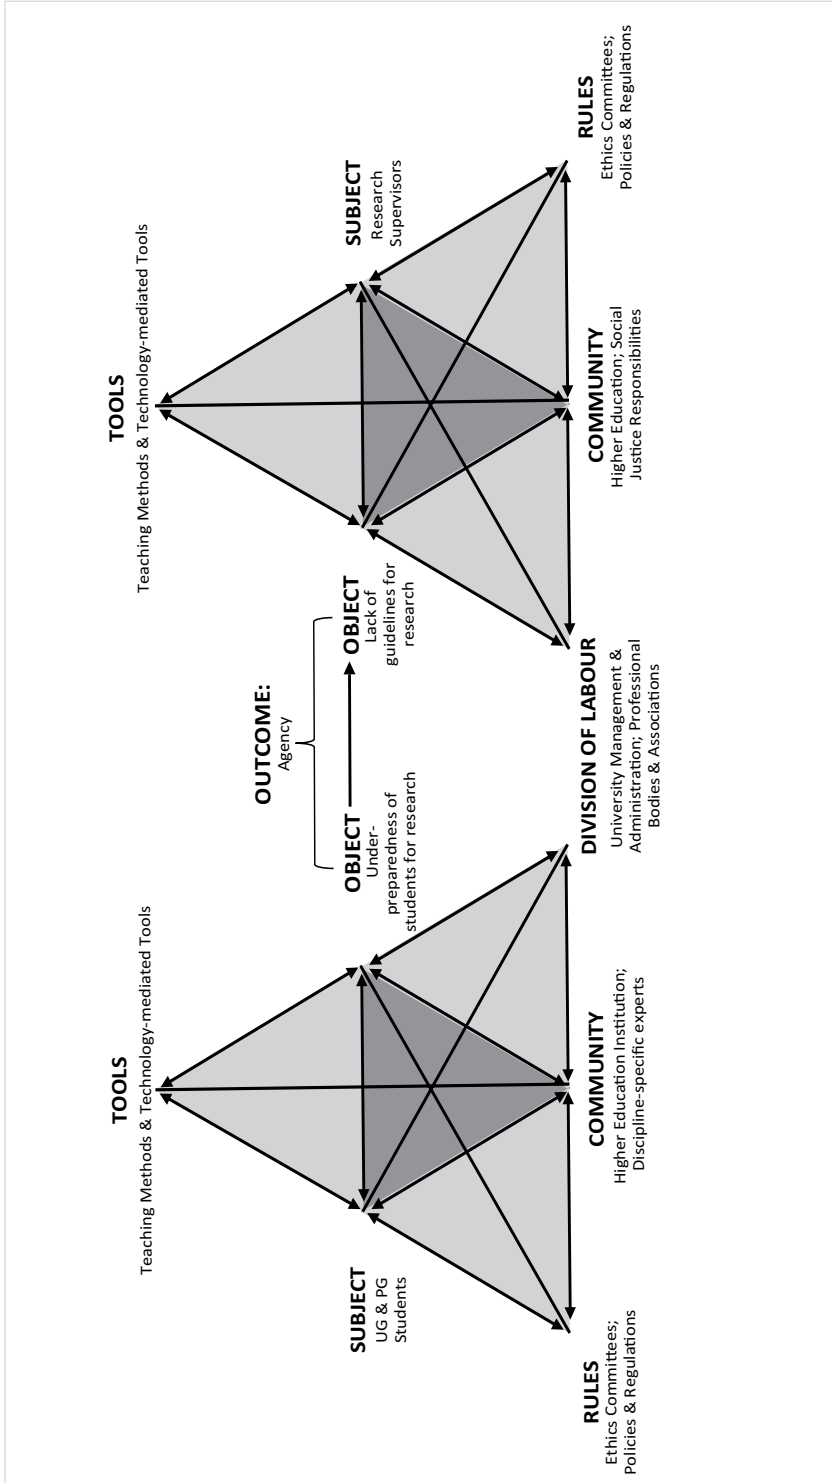 TOOLS
Teaching Methods & Technology-mediated Tools
SUBJECT
UG & PG
Students
RULES
Ethics Committees;
Policies & Regulations
COMMUNITY
Higher Education Institution;
Discipline-specific experts
OUTCOME:
Agency
OBJECT
Under-
preparedness of
students for research
OBJECT
Lack of
guidelines for
research
DIVISION OF LABOUR
University Management &
Administration; Professional
Bodies & Associations
TOOLS
Teaching Methods & Technology-mediated Tools
SUBJECT
Research
Supervisors
COMMUNITY
Higher Education; Social
Justice Responsibilities
RULES
Ethics Committees;
Policies & Regulations